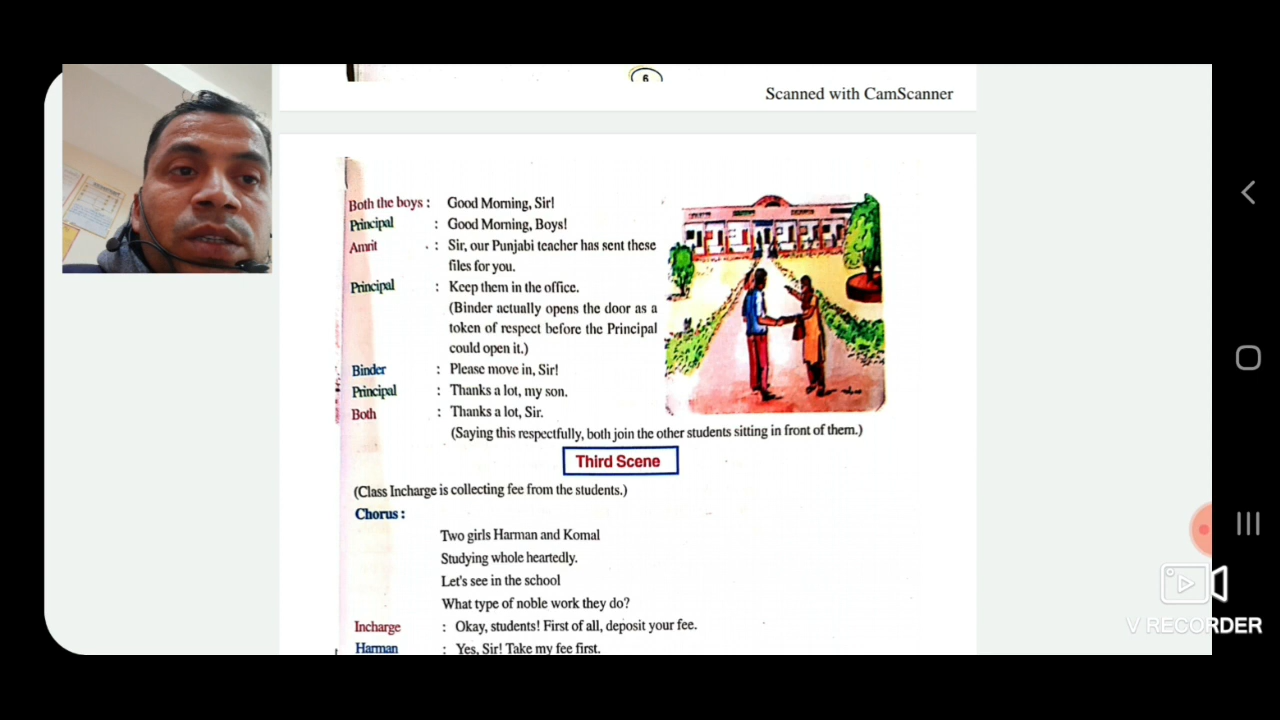 6
Scanned with CamScanner
Both the boys : Good Morning, Sir!
Principal : Good Morning, Boys!
Amrit : Sir, our Punjabi teacher has sent these
files for you.
Principal : Keep them in the office.
(Binder actually opens the door as a
token of respect before the Principal
could open it.)
Binder : Please move in, Sir!
Principal : Thanks a lot, my son.
Both : Thanks a lot, Sir.
(Saying this respectfully, both join the other students sitting in front of them.)
Third Scene
(Class Incharge is collecting fee from the students.)
Chorus :
Two girls Harman and Komal
Studying whole heartedly.
Let's see in the school
What type of noble work they do?
Incharge : Okay, students! First of all, deposit your fee.
Harman : Yes, Sir! Take my fee first.
V RECORDER